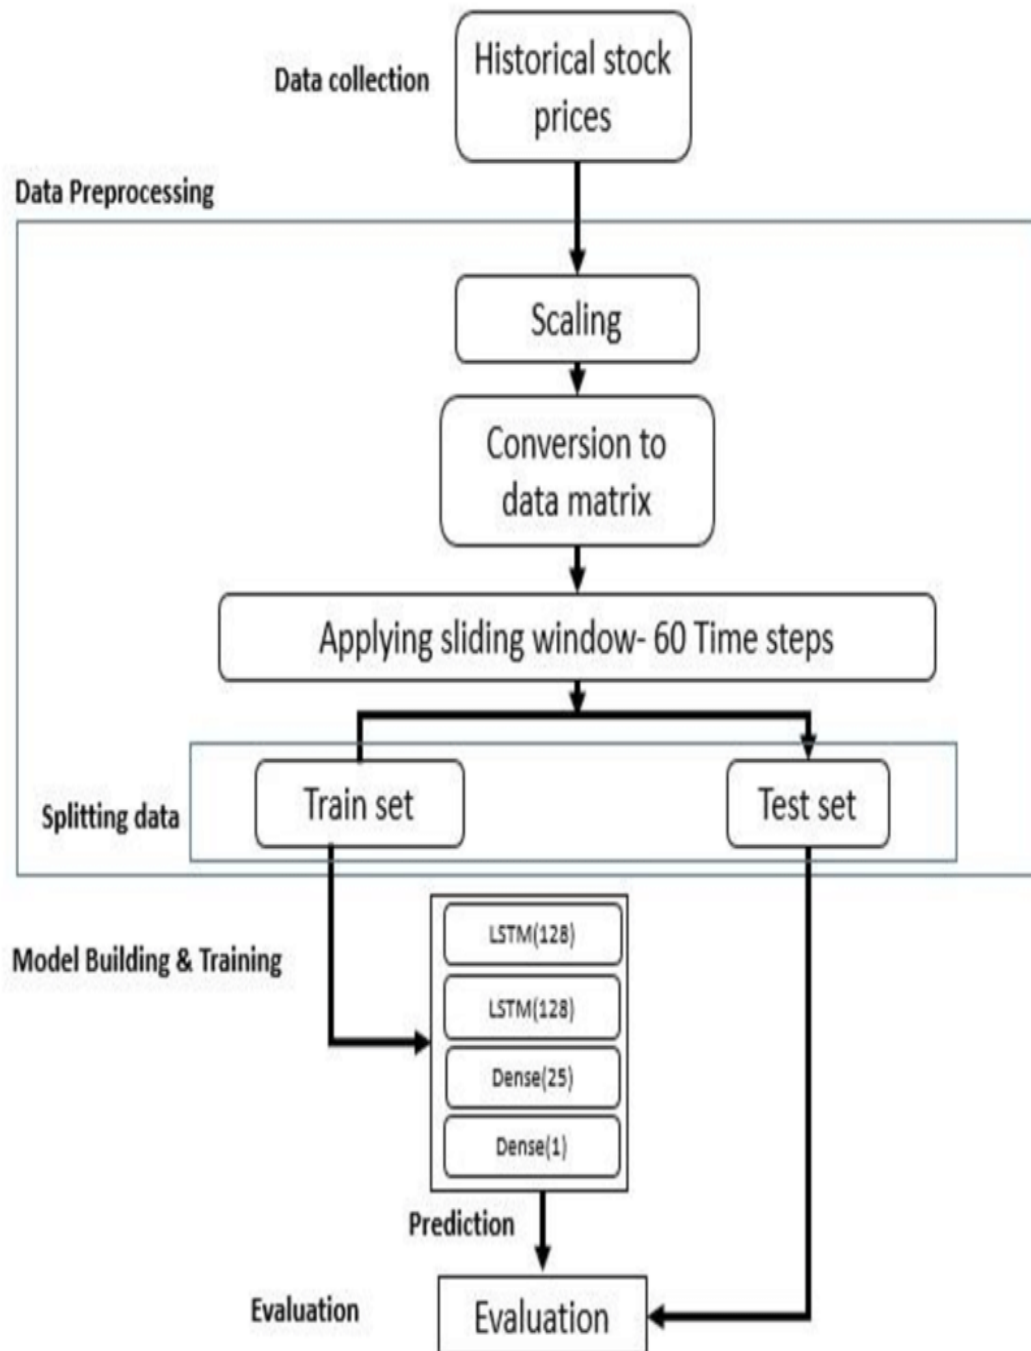 Data collection
Historical stock
prices
Data Preprocessing
Scaling
Conversion to
data matrix
Applying sliding window- 60 Time steps
Splitting data
Train set
Test set
Model Building & Training
LSTM(128)
LSTM(128)
Dense(25)
Dense(1)
Prediction
Evaluation
Evaluation